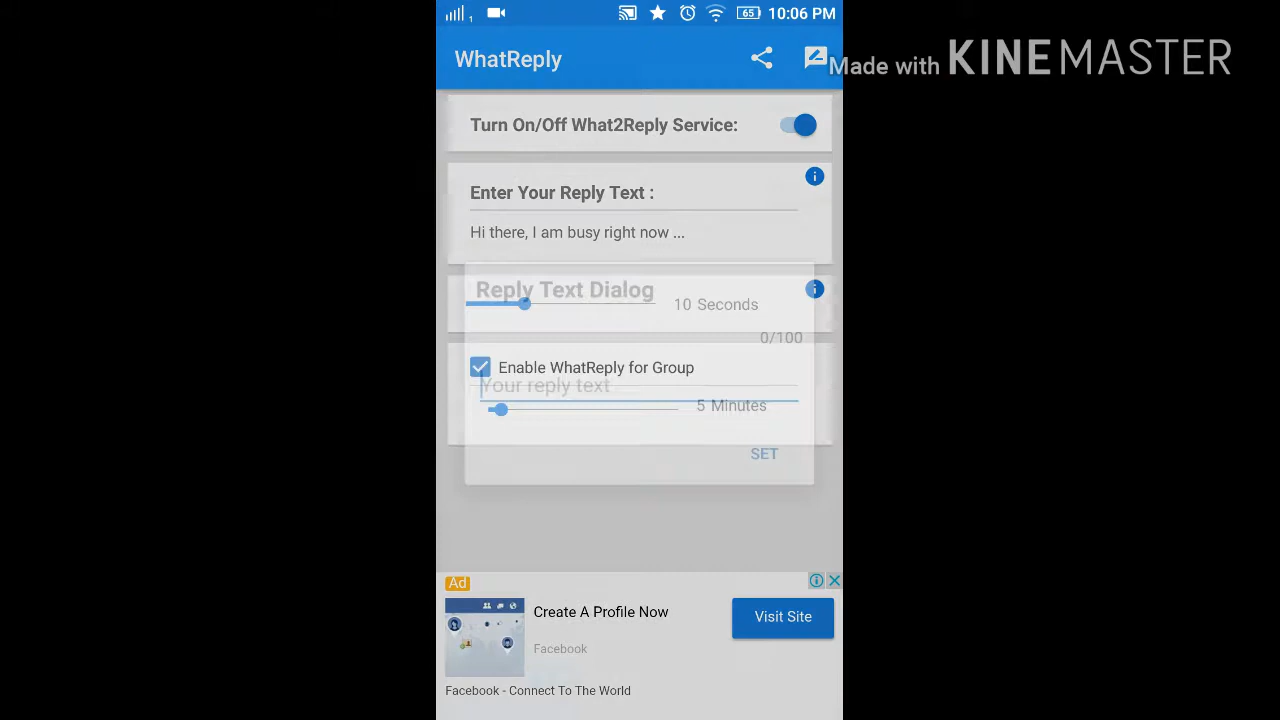 1 65 10:06 PM
WhatReply
Made with KINEMASTER
Turn On/Off What2Reply Service:
Enter Your Reply Text :
Hi there, I am busy right now ...
Reply Text Dialog
10 Seconds
0/100
Enable WhatReply for Group
Your reply text
5 Minutes
SET
Ad
Create A Profile Now
Visit Site
Facebook
Facebook - Connect To The World